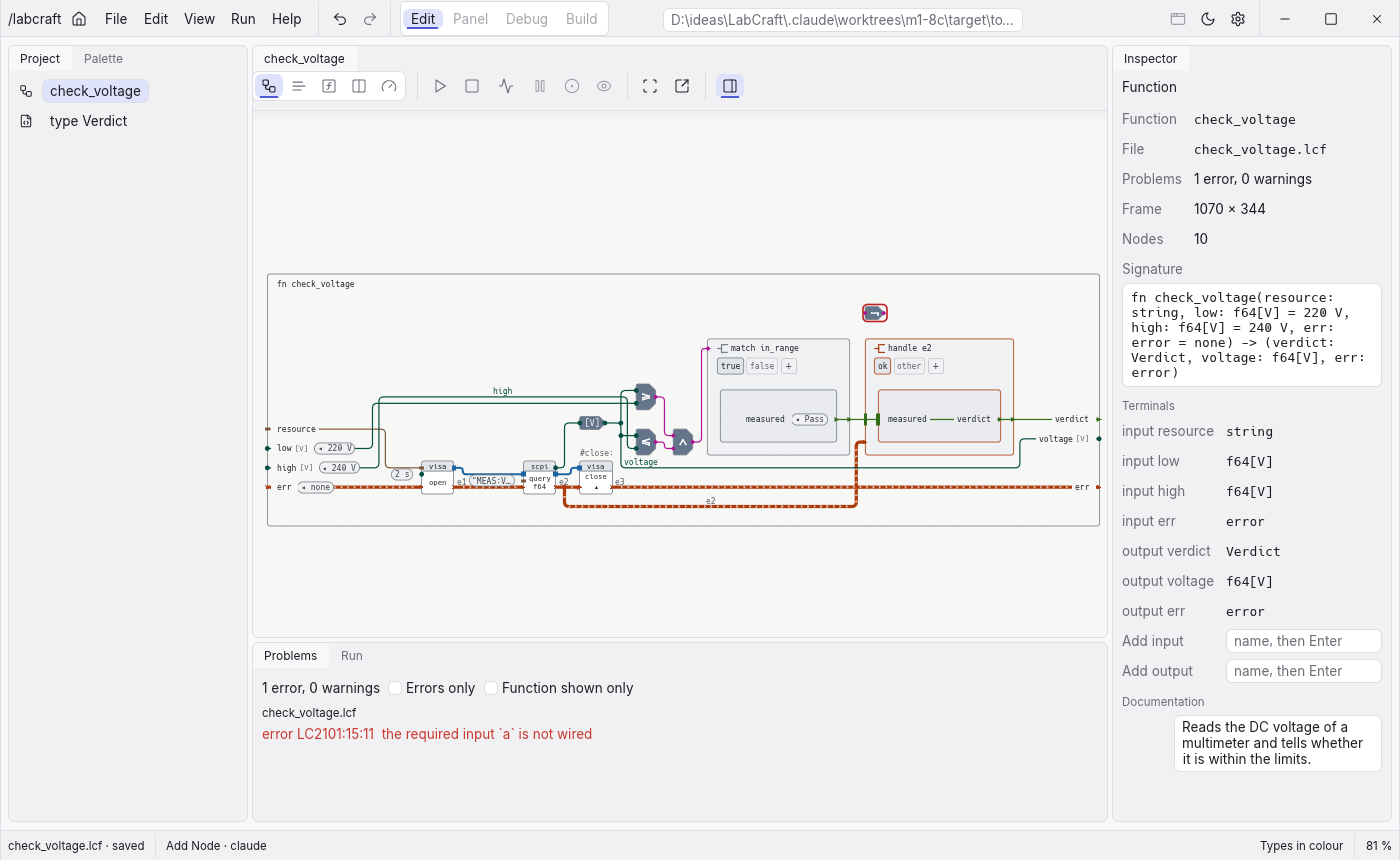 /labcraft File Edit View Run Help Edit Panel Debug Build D:\ideas\LabCraft\.claude\worktrees\m1-8c\target\to...
Project Palette
check_voltage
type Verdict
check_voltage
fn check_voltage
match in_range
true false +
handle e2
ok other +
high
measured ◂ Pass
measured verdict
verdict
resource
[V]
voltage [V]
low [V] ◂ 220 V
#close:
voltage
high [V] ◂ 240 V
2 s
visa
open
scpi
query
f64
visa
close
▴
err ◂ none
e1
("MEAS:V…
e2
e3
err
e2
Problems Run
1 error, 0 warnings Errors only Function shown only
check_voltage.lcf
error LC2101:15:11 the required input `a` is not wired
Inspector
Function
Function check_voltage
File check_voltage.lcf
Problems 1 error, 0 warnings
Frame 1070 × 344
Nodes 10
Signature
fn check_voltage(resource:
string, low: f64[V] = 220 V,
high: f64[V] = 240 V, err:
error = none) -> (verdict:
Verdict, voltage: f64[V], err:
error)
Terminals
input resource string
input low f64[V]
input high f64[V]
input err error
output verdict Verdict
output voltage f64[V]
output err error
Add input name, then Enter
Add output name, then Enter
Documentation
Reads the DC voltage of a
multimeter and tells whether
it is within the limits.
check_voltage.lcf · saved Add Node · claude Types in colour 81 %